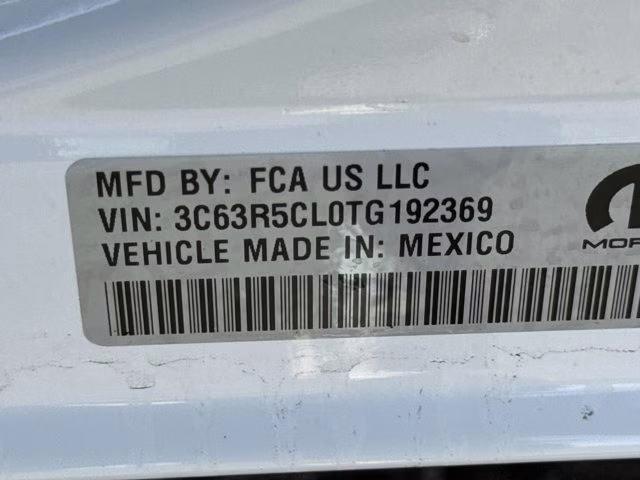 MFD BY: FCA US LLC
VIN: 3C63R5CL0TG192369
VEHICLE MADE IN: MEXICO